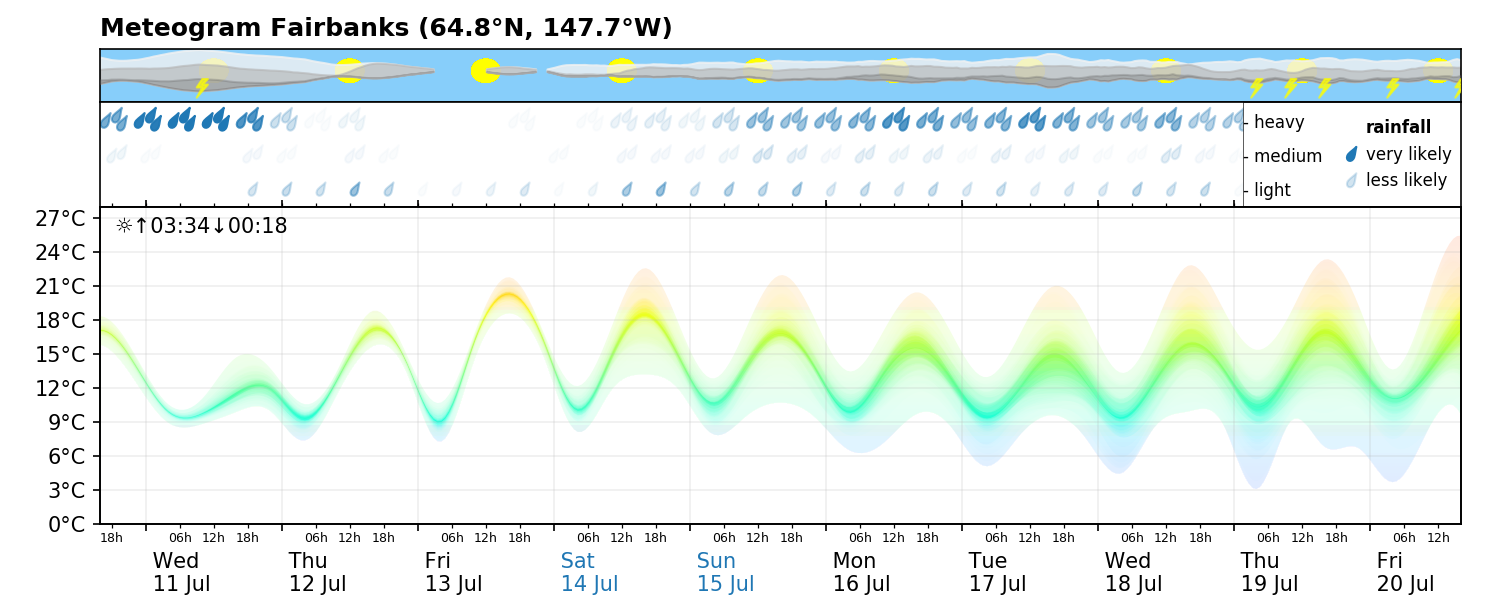 Meteogram Fairbanks (64.8°N, 147.7°W)
heavy
medium
light
rainfall
very likely
less likely
☼↑03:34↓00:18
27°C
24°C
21°C
18°C
15°C
12°C
9°C
6°C
3°C
0°C
18h 06h 12h 18h 06h 12h 18h 06h 12h 18h 06h 12h 18h 06h 12h 18h 06h 12h 18h 06h 12h 18h 06h 12h 18h 06h 12h 18h 06h 12h
Wed Thu Fri Sat Sun Mon Tue Wed Thu Fri
11 Jul 12 Jul 13 Jul 14 Jul 15 Jul 16 Jul 17 Jul 18 Jul 19 Jul 20 Jul